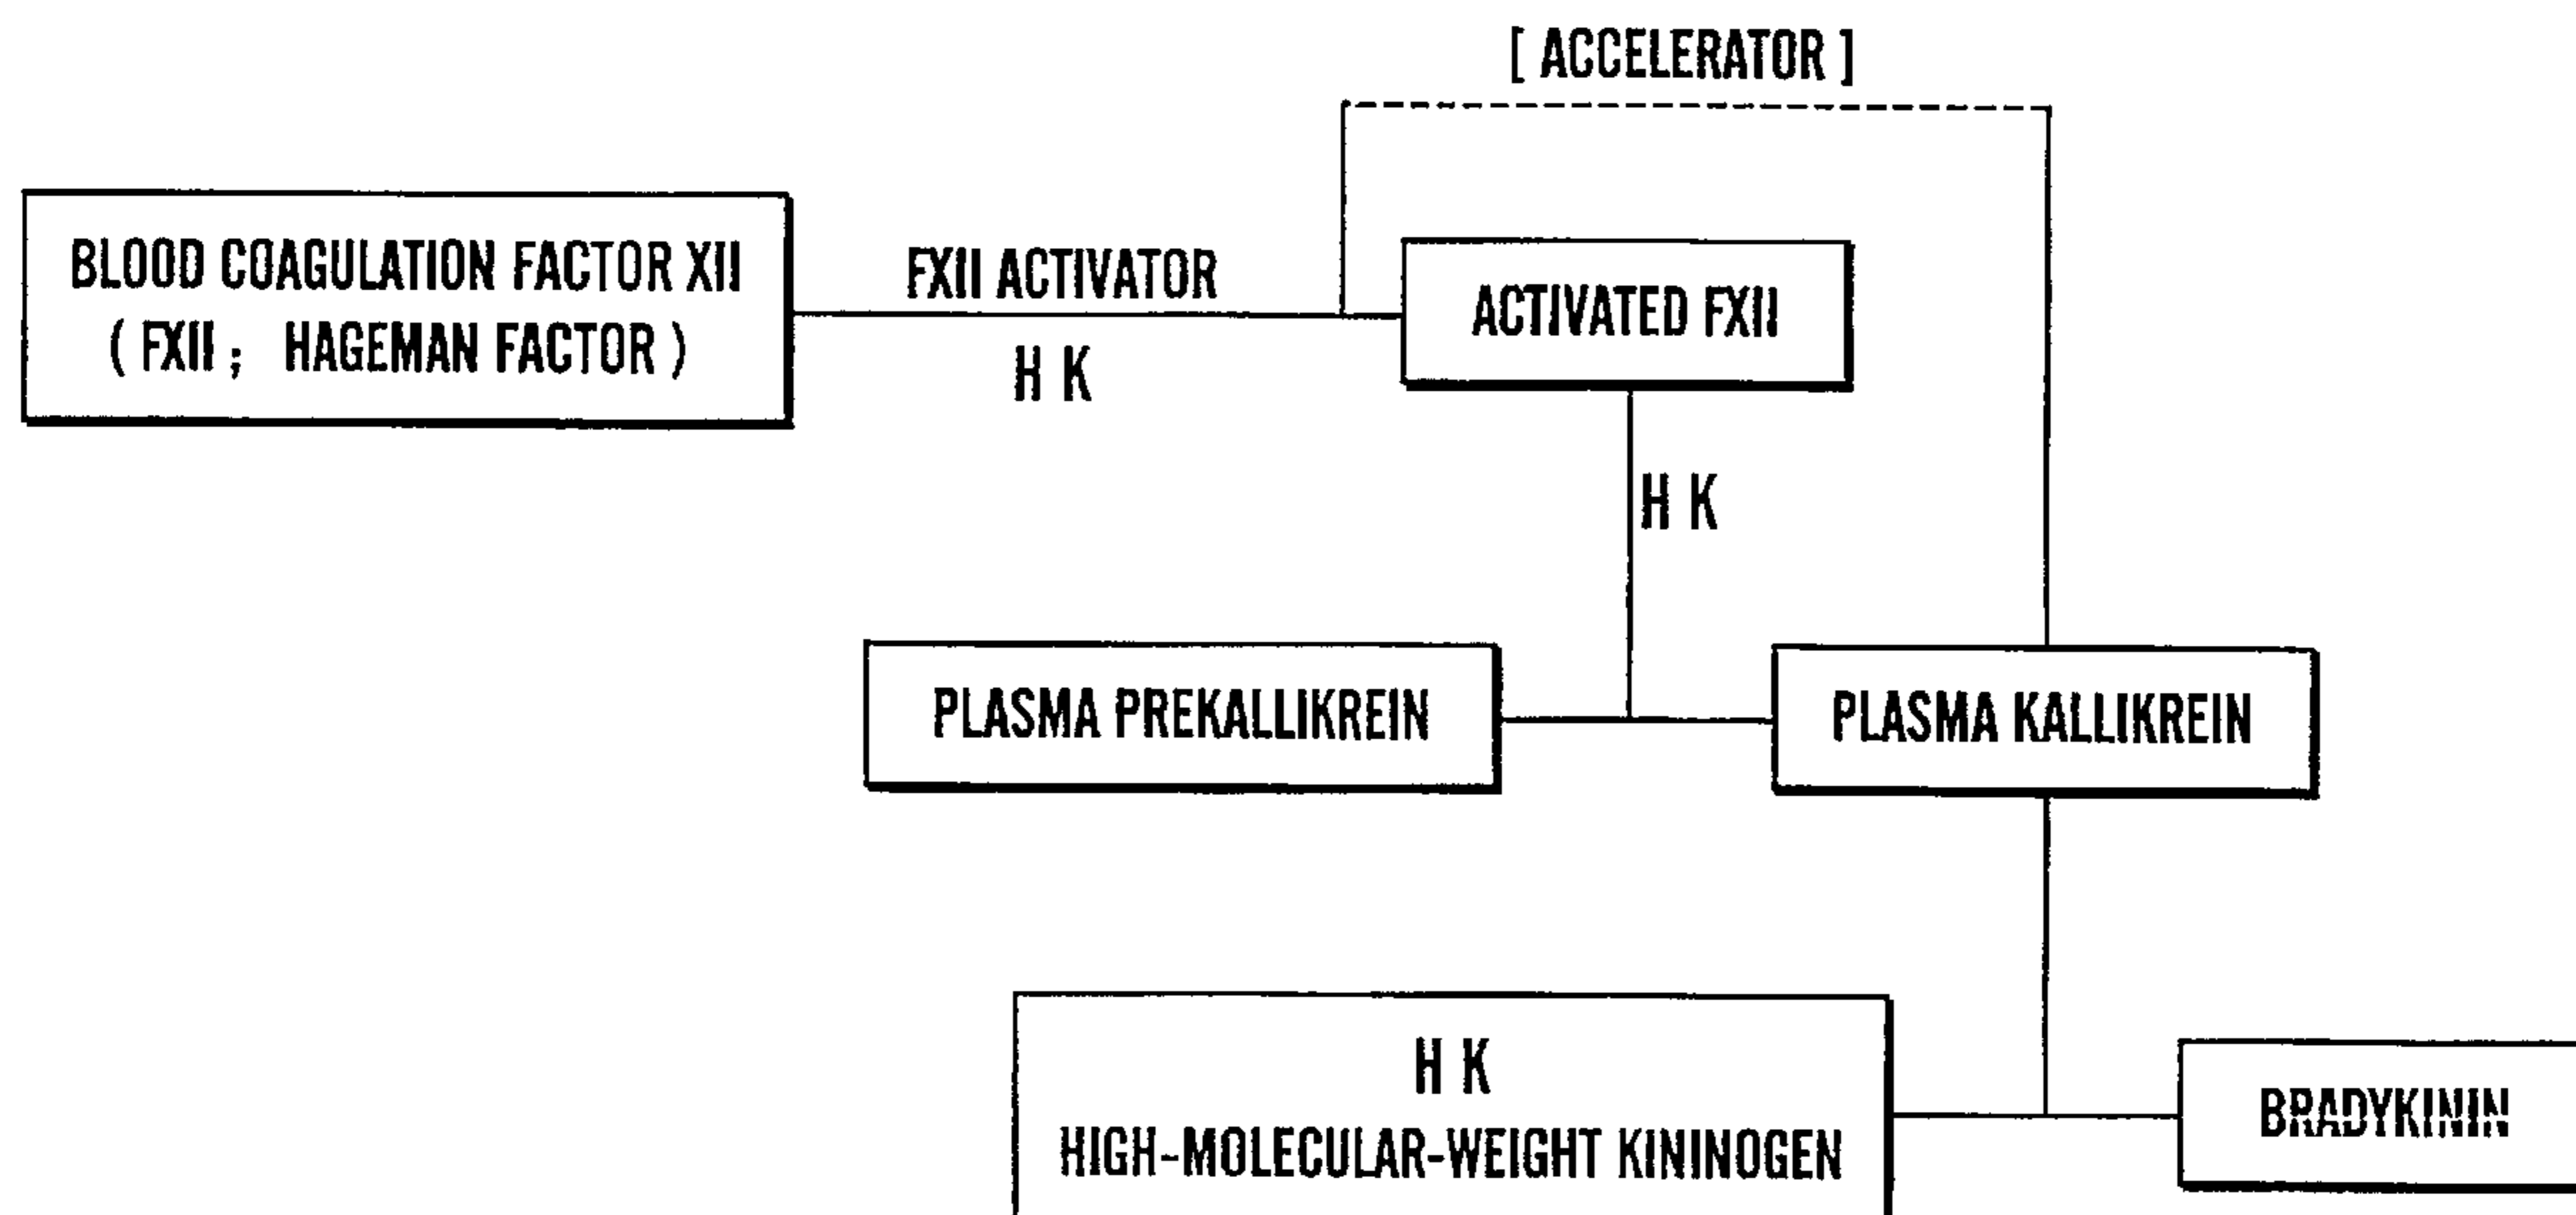 [ ACCELERATOR ]
BLOOD COAGULATION FACTOR XII
( FXII ; HAGEMAN FACTOR )
FXII ACTIVATOR
H K
ACTIVATED FXII
H K
PLASMA PREKALLIKREIN
PLASMA KALLIKREIN
H K
HIGH-MOLECULAR-WEIGHT KININOGEN
BRADYKININ